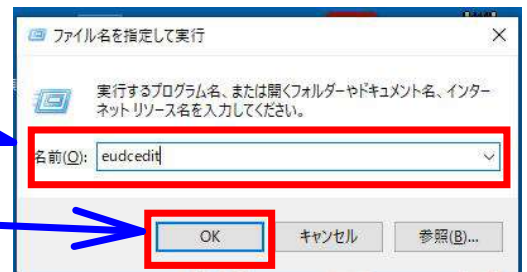 ファイル名を指定して実行
実行するプログラム名、または開くフォルダーやドキュメント名、インター
ネット リソース名を入力してください。
名前(O): eudcedit
OK キャンセル 参照(B)...